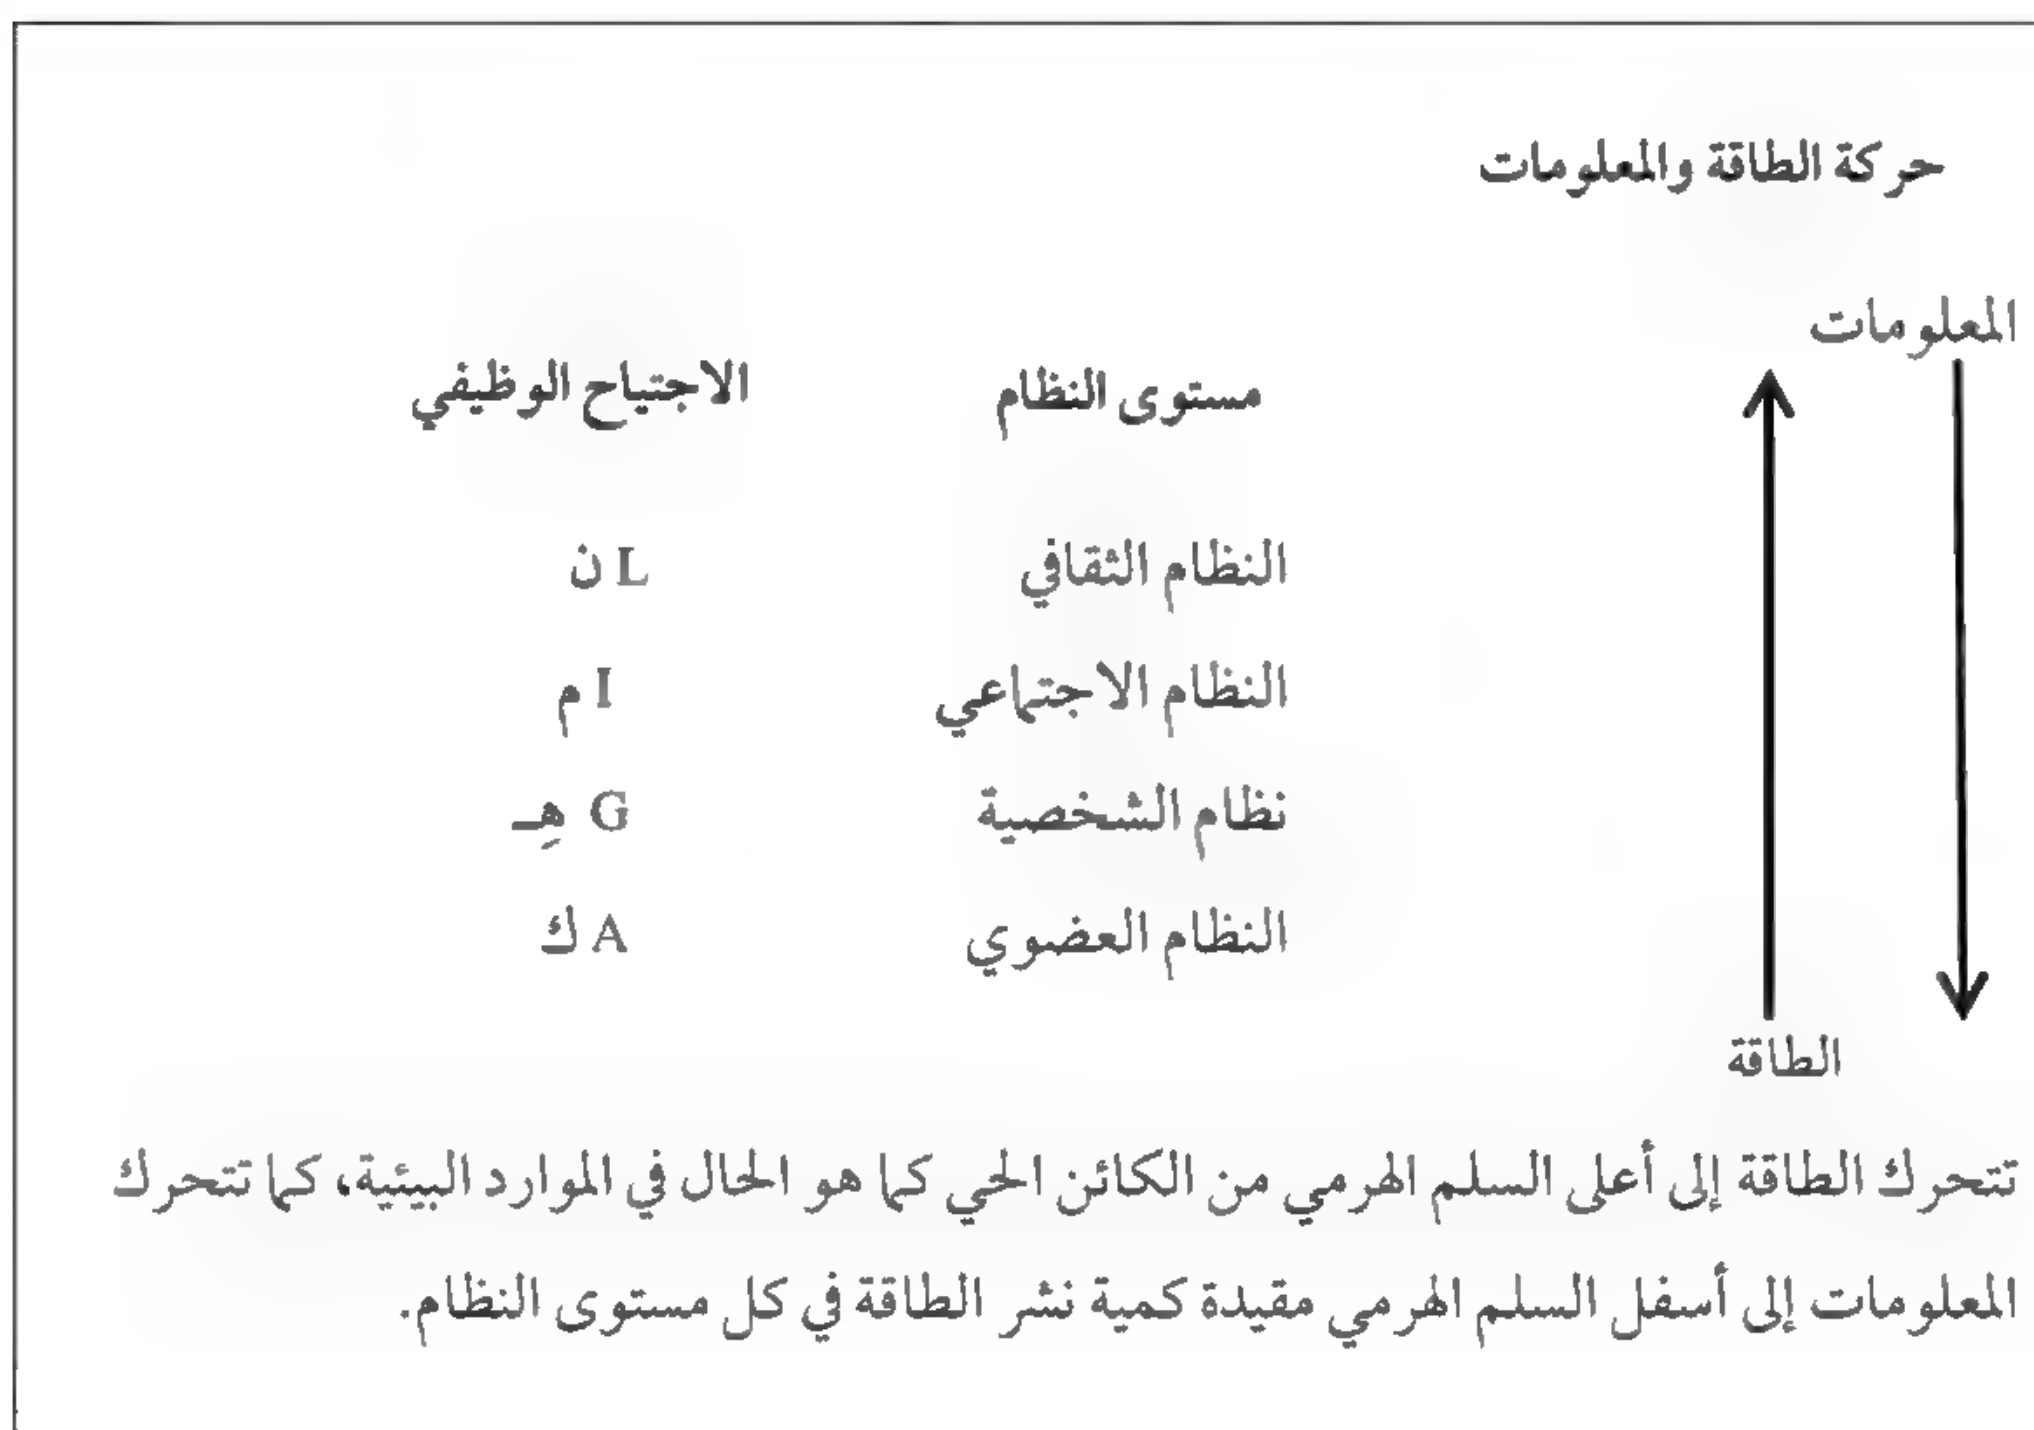 حركة الطاقة والمعلومات
المعلومات
مستوى النظام الاجتياح الوظيفي
النظام الثقافي L ن
النظام الاجتماعي I م
نظام الشخصية G هِـ
النظام العضوي A ك
الطاقة
تتحرك الطاقة إلى أعلى السلم الهرمي من الكائن الحي كما هو الحال في الموارد البيئية، كما تتحرك
المعلومات إلى أسفل السلم الهرمي مقيدة كمية نشر الطاقة في كل مستوى النظام.